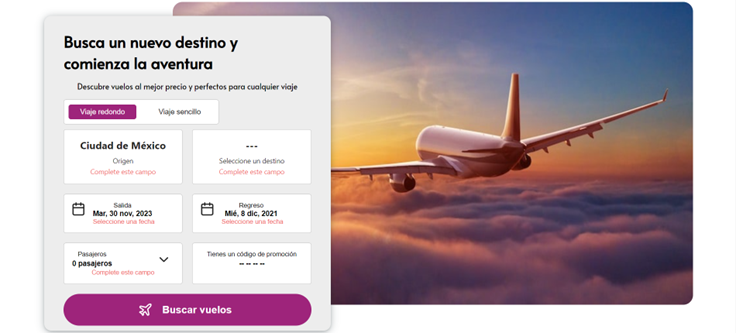 Busca un nuevo destino y
comienza la aventura
Descubre vuelos al mejor precio y perfectos para cualquier viaje
Viaje redondo Viaje sencillo
Ciudad de México
Origen
Complete este campo
---
Seleccione un destino
Complete este campo
Salida
Mar, 30 nov, 2023
Seleccione una fecha
Regreso
Mié, 8 dic, 2021
Seleccione una fecha
Pasajeros
0 pasajeros
Complete este campo
Tienes un código de promoción
-- -- -- --
Buscar vuelos